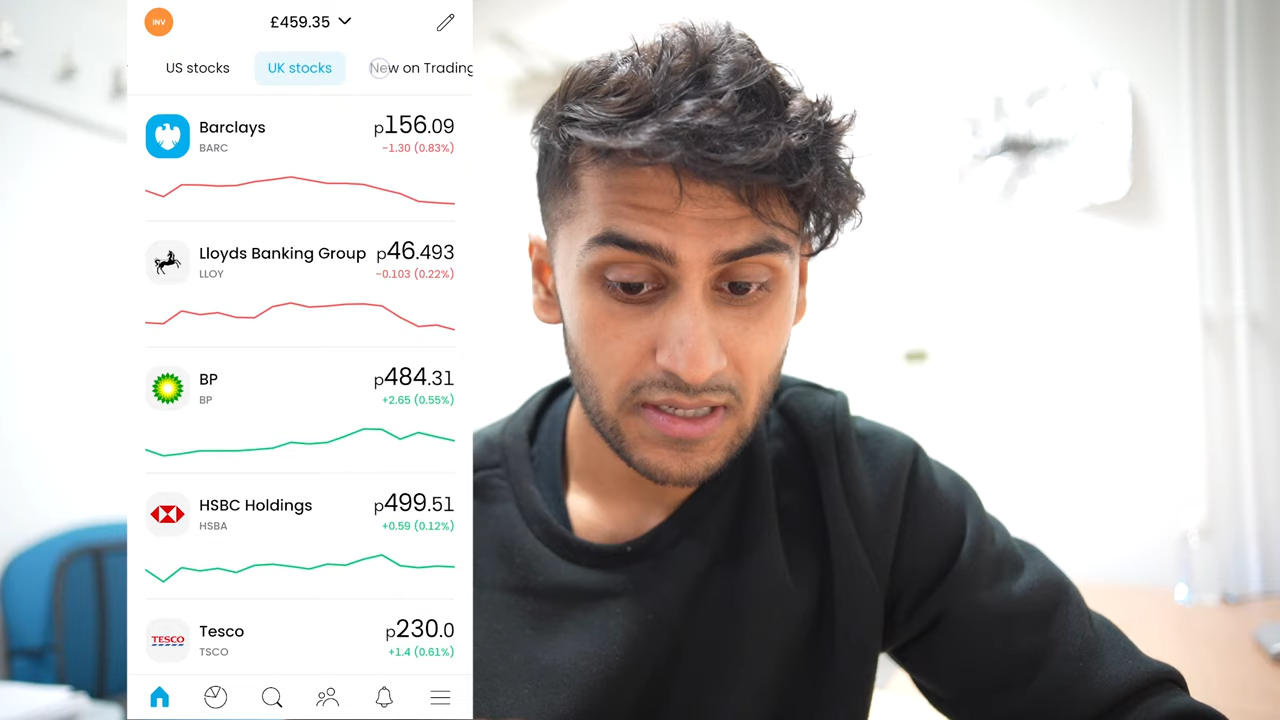 INV
£459.35
US stocks
UK stocks
New on Trading
Barclays
p156.09
BARC
−1.30 (0.83%)
Lloyds Banking Group
p46.493
LLOY
−0.103 (0.22%)
BP
p484.31
BP
+2.65 (0.55%)
HSBC Holdings
p499.51
HSBA
+0.59 (0.12%)
TESCO
Tesco
p230.0
TSCO
+1.4 (0.61%)